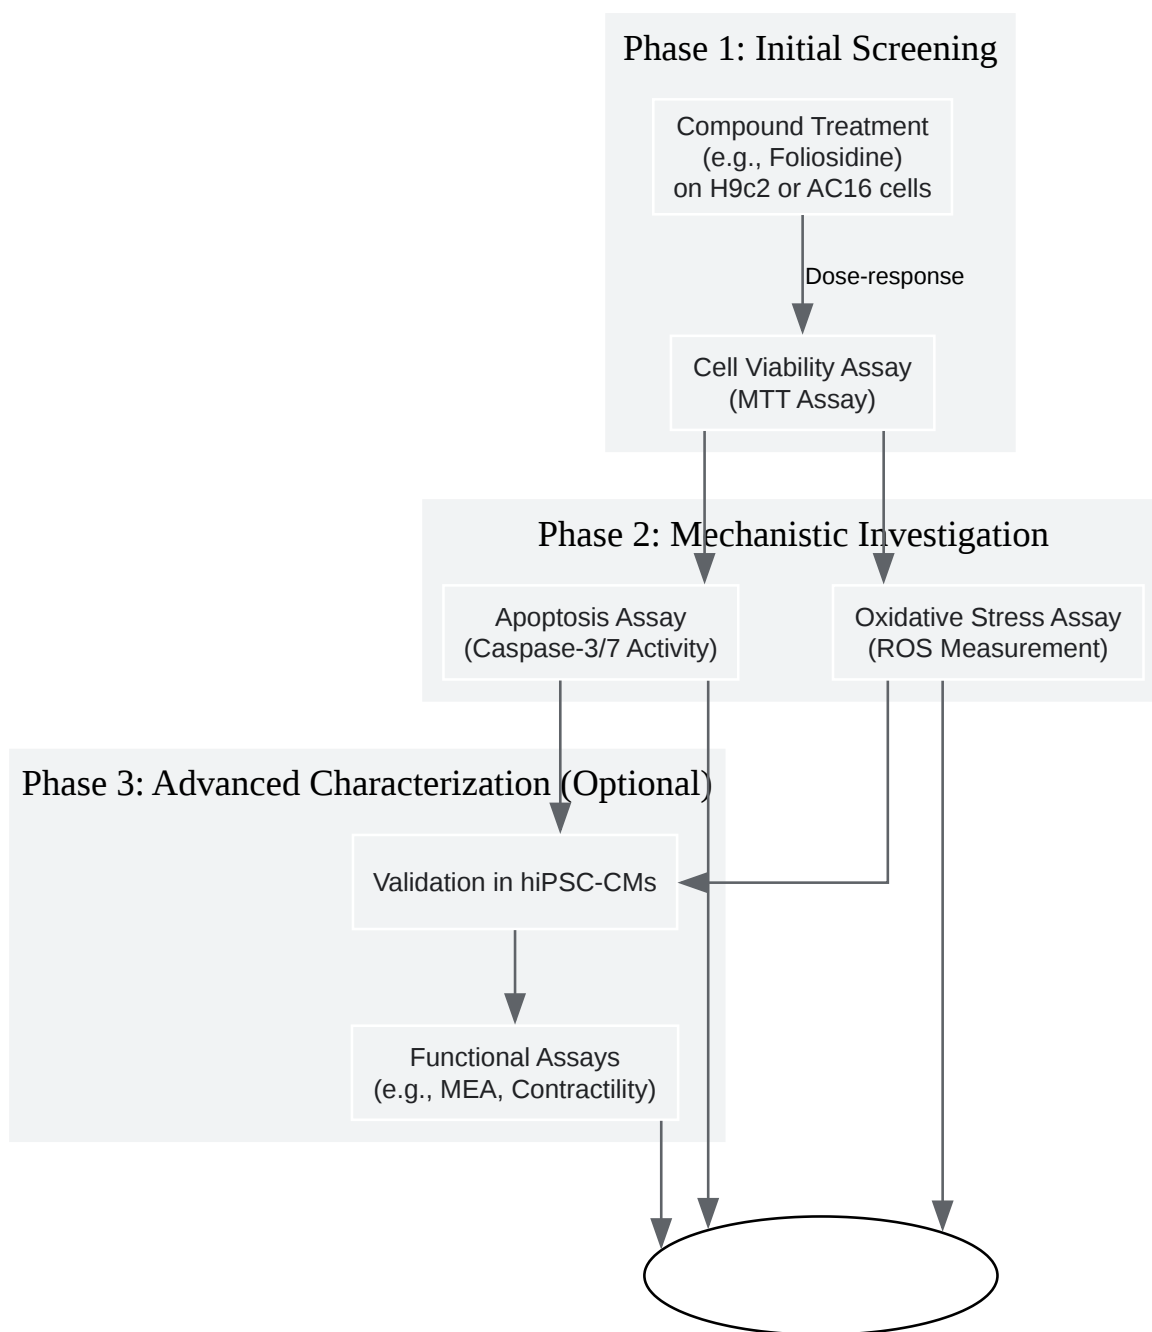 Phase 1: Initial Screening
Compound Treatment
(e.g., Foliosidine)
on H9c2 or AC16 cells
Dose-response
Cell Viability Assay
(MTT Assay)
Phase 2: Mechanistic Investigation
Apoptosis Assay
(Caspase-3/7 Activity)
Oxidative Stress Assay
(ROS Measurement)
Phase 3: Advanced Characterization (Optional)
Validation in hiPSC-CMs
Functional Assays
(e.g., MEA, Contractility)